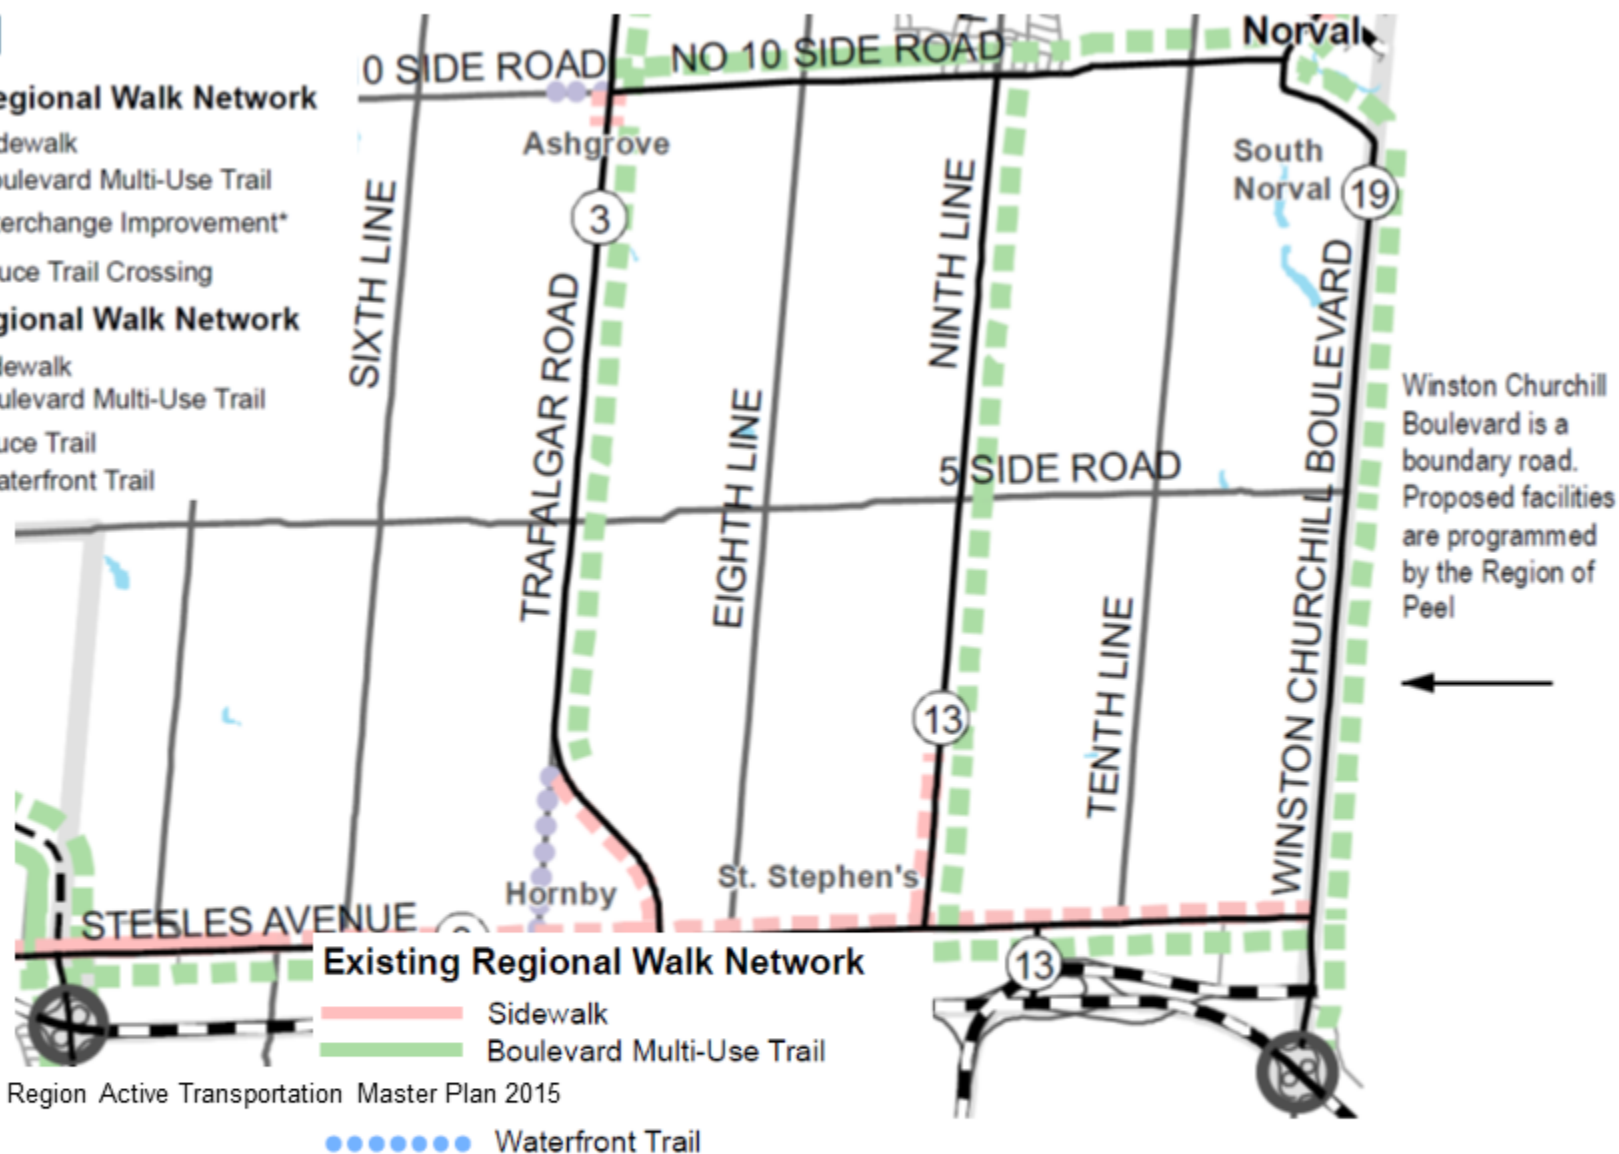 egional Walk Network
dewalk
oulevard Multi-Use Trail
terchange Improvement*
uce Trail Crossing
gional Walk Network
lewalk
ulevard Multi-Use Trail
uce Trail
aterfront Trail
0 SIDE ROAD
NO 10 SIDE ROAD
Norval
Ashgrove
South
Norval
19
3
SIXTH LINE
TRAFALGAR ROAD
EIGHTH LINE
NINTH LINE
5 SIDE ROAD
TENTH LINE
WINSTON CHURCHILL BOULEVARD
Winston Churchill
Boulevard is a
boundary road.
Proposed facilities
are programmed
by the Region of
Peel
13
Hornby
St. Stephen's
STEELES AVENUE
13
Existing Regional Walk Network
Sidewalk
Boulevard Multi-Use Trail
Region Active Transportation Master Plan 2015
Waterfront Trail